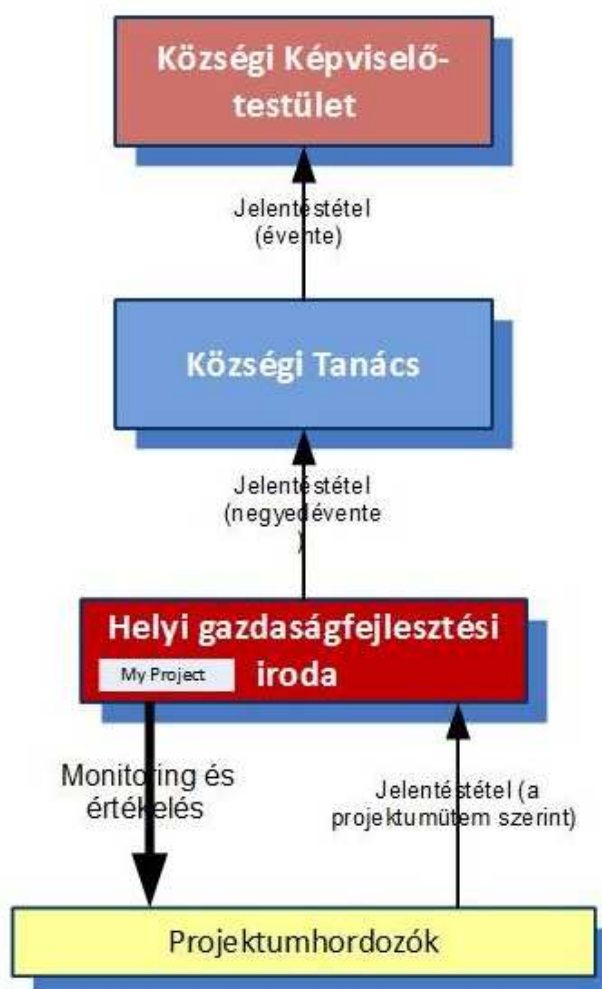 Községi Képviselő-
testület
Jelentéstétel
(évente)
Községi Tanács
Jelentéstétel
(negyedévente
)
Helyi gazdaságfejlesztési
iroda
My Project
Monitoring és
értékelés
Jelentéstétel (a
projektumütem szerint)
Projektumhordozók